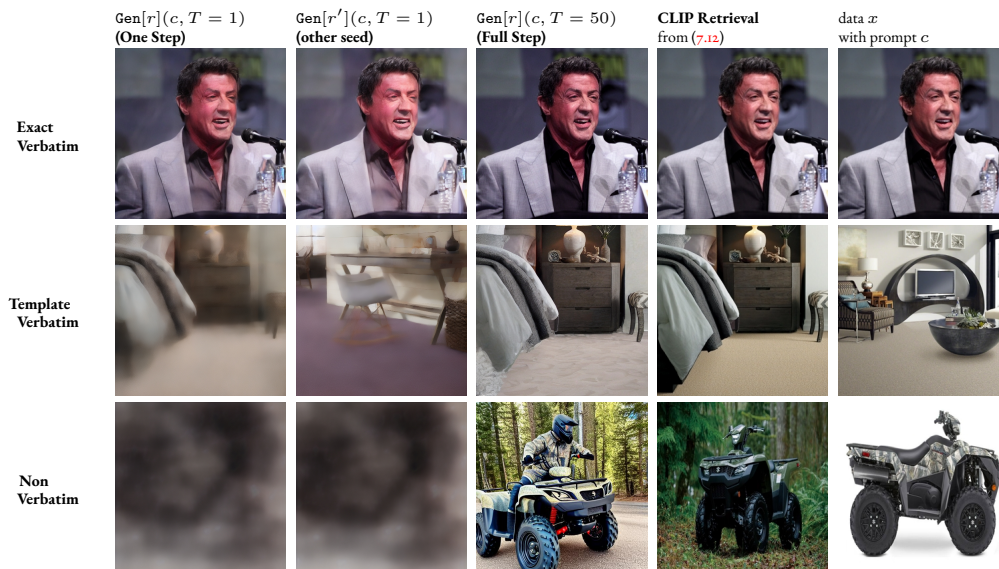 Gen[r](c, T = 1)
(One Step)
Gen[r′](c, T = 1)
(other seed)
Gen[r](c, T = 50)
(Full Step)
CLIP Retrieval
from (7.12)
data x
with prompt c
Exact
Verbatim
Template
Verbatim
Non
Verbatim